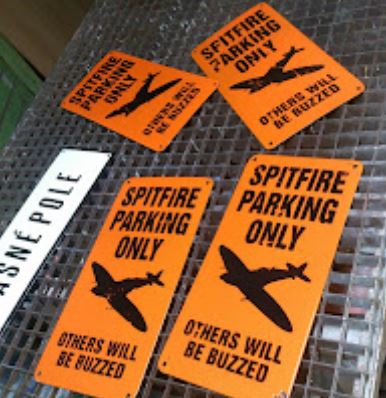 SPITFIRE
PARKING
ONLY
OTHERS WILL
BE BUZZED
SPITFIRE
PARKING
ONLY
OTHERS WILL
BE BUZZED
ASNÉ POLE
SPITFIRE
PARKING
ONLY
OTHERS WILL
BE BUZZED
SPITFIRE
PARKING
ONLY
OTHERS WILL
BE BUZZED